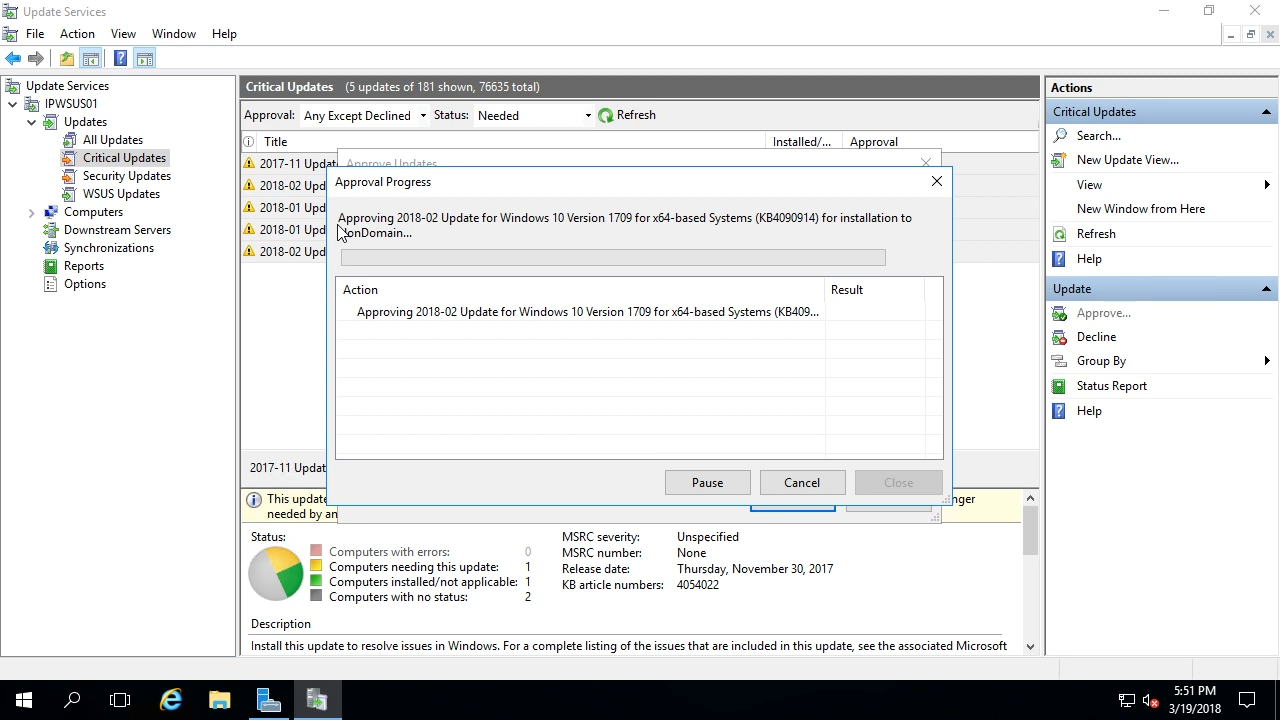 Update Services
File Action View Window Help
Update Services
IPWSUS01
Updates
All Updates
Critical Updates
Security Updates
WSUS Updates
Computers
Downstream Servers
Synchronizations
Reports
Options
Critical Updates (5 updates of 181 shown, 76635 total)
Approval: Any Except Declined Status: Needed Refresh
Title Installed/... Approval
2017-11 Updat
2018-02 Upd
2018-01 Upd
2018-01 Upd
2018-02 Upd
Approve Updates
Approval Progress
Approving 2018-02 Update for Windows 10 Version 1709 for x64-based Systems (KB4090914) for installation to
onDomain...
Action Result
Approving 2018-02 Update for Windows 10 Version 1709 for x64-based Systems (KB409...
Pause Cancel Close
2017-11 Updat
This update nger
needed by an
Status:
Computers with errors: 0
Computers needing this update: 1
Computers installed/not applicable: 1
Computers with no status: 2
MSRC severity: Unspecified
MSRC number: None
Release date: Thursday, November 30, 2017
KB article numbers: 4054022
Description
Install this update to resolve issues in Windows. For a complete listing of the issues that are included in this update, see the associated Microsoft
Actions
Critical Updates
Search...
New Update View...
View
New Window from Here
Refresh
Help
Update
Approve...
Decline
Group By
Status Report
Help
5:51 PM
3/19/2018